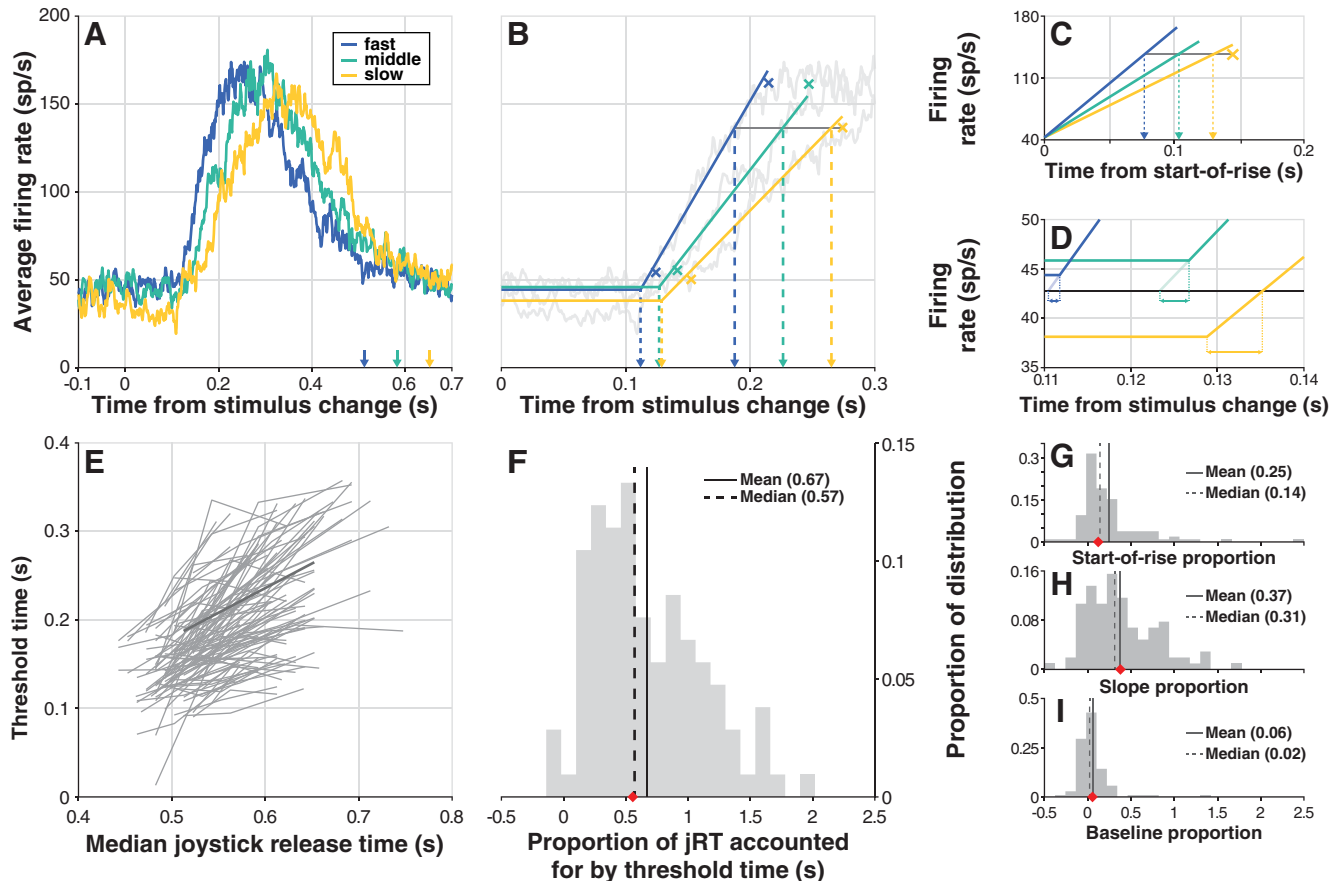 A
fast
middle
slow
Average firing rate (sp/s)
200
150
100
50
0
-0.1 0 0.2 0.4 0.6 0.7
Time from stimulus change (s)
B
0 0.1 0.2 0.3
Time from stimulus change (s)
C
Firing
rate (sp/s)
180
110
40
0 0.1 0.2
Time from start-of-rise (s)
D
Firing
rate (sp/s)
50
45
40
35
0.11 0.12 0.13 0.14
Time from stimulus change (s)
E
Threshold time (s)
0.4
0.3
0.2
0.1
0
0.4 0.5 0.6 0.7 0.8
Median joystick release time (s)
F
Mean (0.67)
Median (0.57)
0.15
0.1
0.05
0
-0.5 0 0.5 1 1.5 2 2.5
Proportion of jRT accounted
for by threshold time (s)
Proportion of distribution
G
Mean (0.25)
Median (0.14)
0.3
0.15
0
Start-of-rise proportion
H
Mean (0.37)
Median (0.31)
0.16
0.08
0
Slope proportion
I
Mean (0.06)
Median (0.02)
0.5
0.25
0
-0.5 0 0.5 1 1.5 2 2.5
Baseline proportion